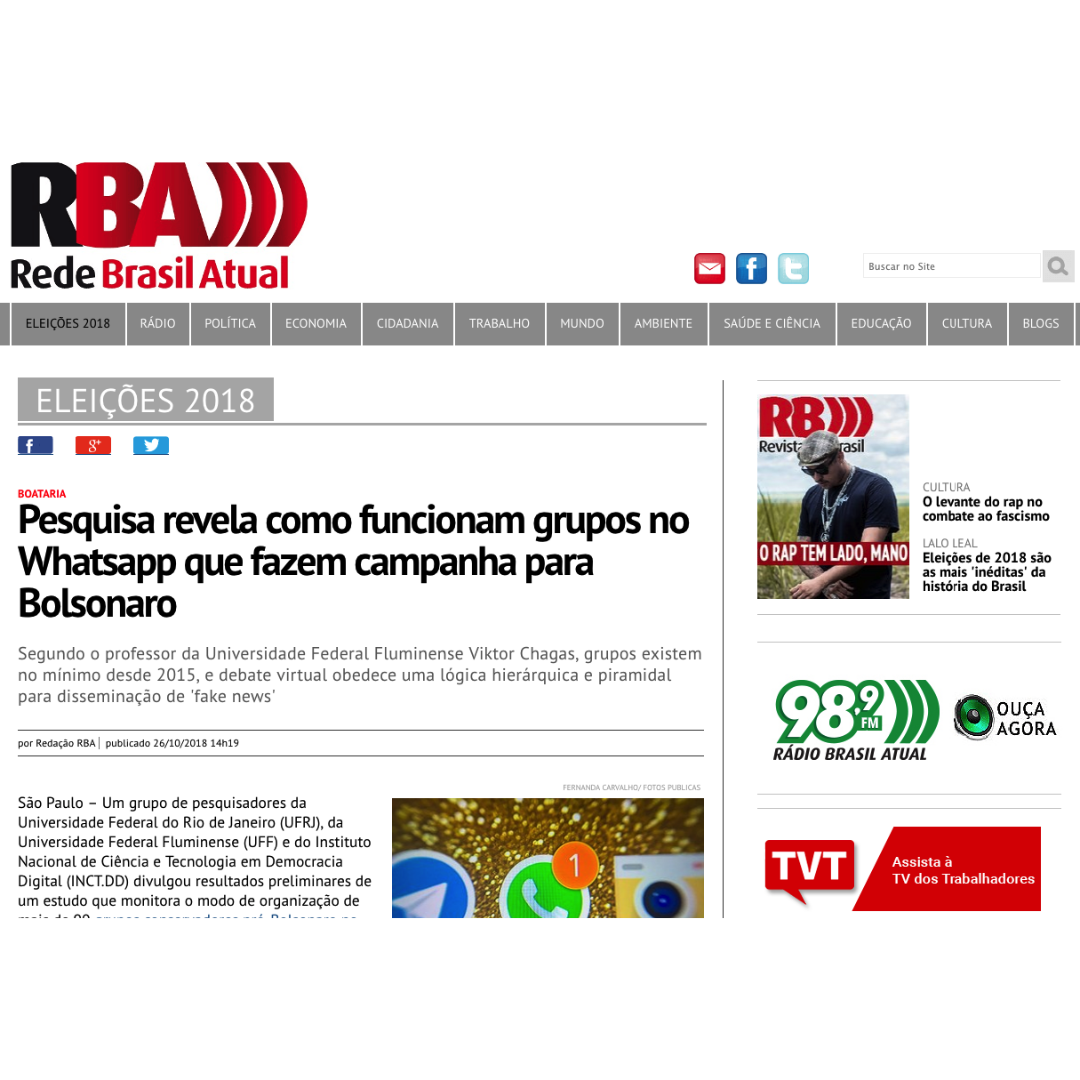 RBA
Rede Brasil Atual
Buscar no Site
ELEIÇÕES 2018
RÁDIO
POLÍTICA
ECONOMIA
CIDADANIA
TRABALHO
MUNDO
AMBIENTE
SAÚDE E CIÊNCIA
EDUCAÇÃO
CULTURA
BLOGS
ELEIÇÕES 2018
BOATARIA
Pesquisa revela como funcionam grupos no
Whatsapp que fazem campanha para
Bolsonaro
Segundo o professor da Universidade Federal Fluminense Viktor Chagas, grupos existem
no mínimo desde 2015, e debate virtual obedece uma lógica hierárquica e piramidal
para disseminação de 'fake news'
por Redação RBA | publicado 26/10/2018 14h19
FERNANDA CARVALHO/ FOTOS PUBLICAS
São Paulo – Um grupo de pesquisadores da
Universidade Federal do Rio de Janeiro (UFRJ), da
Universidade Federal Fluminense (UFF) e do Instituto
Nacional de Ciência e Tecnologia em Democracia
Digital (INCT.DD) divulgou resultados preliminares de
um estudo que monitora o modo de organização de
1
RBA
O RAP TEM LADO, MANO
CULTURA
O levante do rap no
combate ao fascismo
LALO LEAL
Eleições de 2018 são
as mais 'inéditas' da
história do Brasil
98,9
FM
RÁDIO BRASIL ATUAL
OUÇA
AGORA
TVT
Assista à
TV dos Trabalhadores